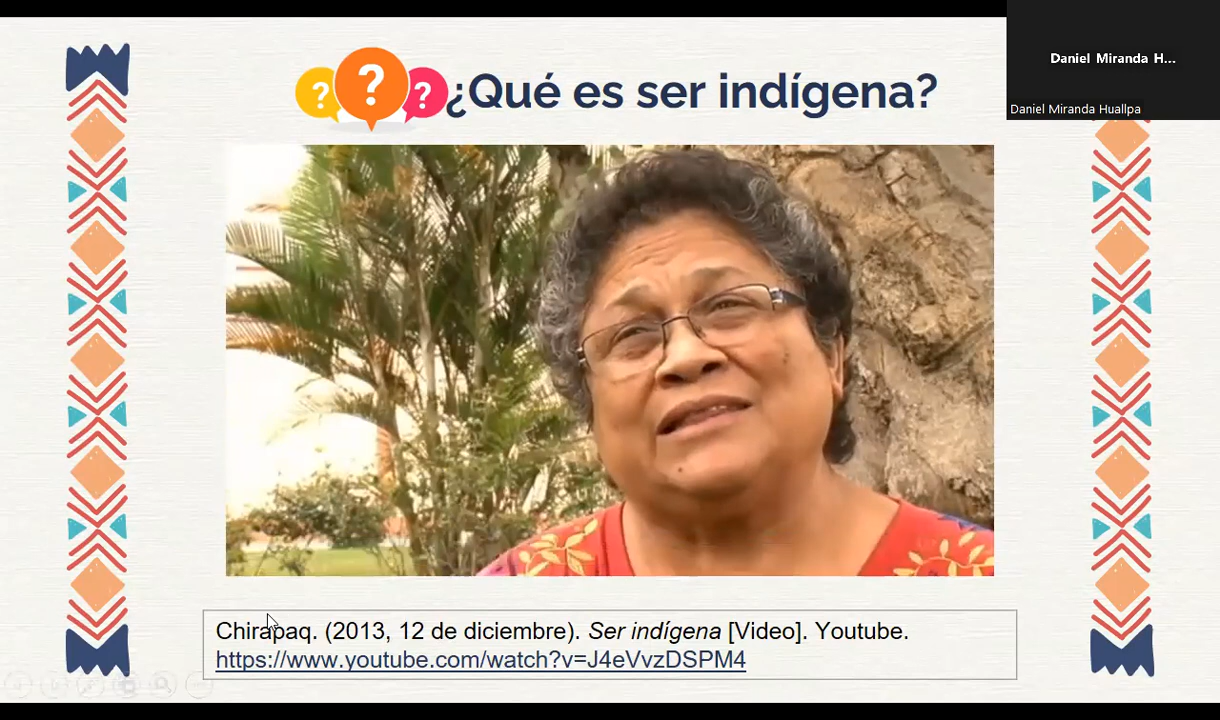 ¿Qué es ser indígena?
Daniel Miranda H...
Daniel Miranda Huallpa
Chirapaq. (2013, 12 de diciembre). Ser indígena [Video]. Youtube.
https://www.youtube.com/watch?v=J4eVvzDSPM4